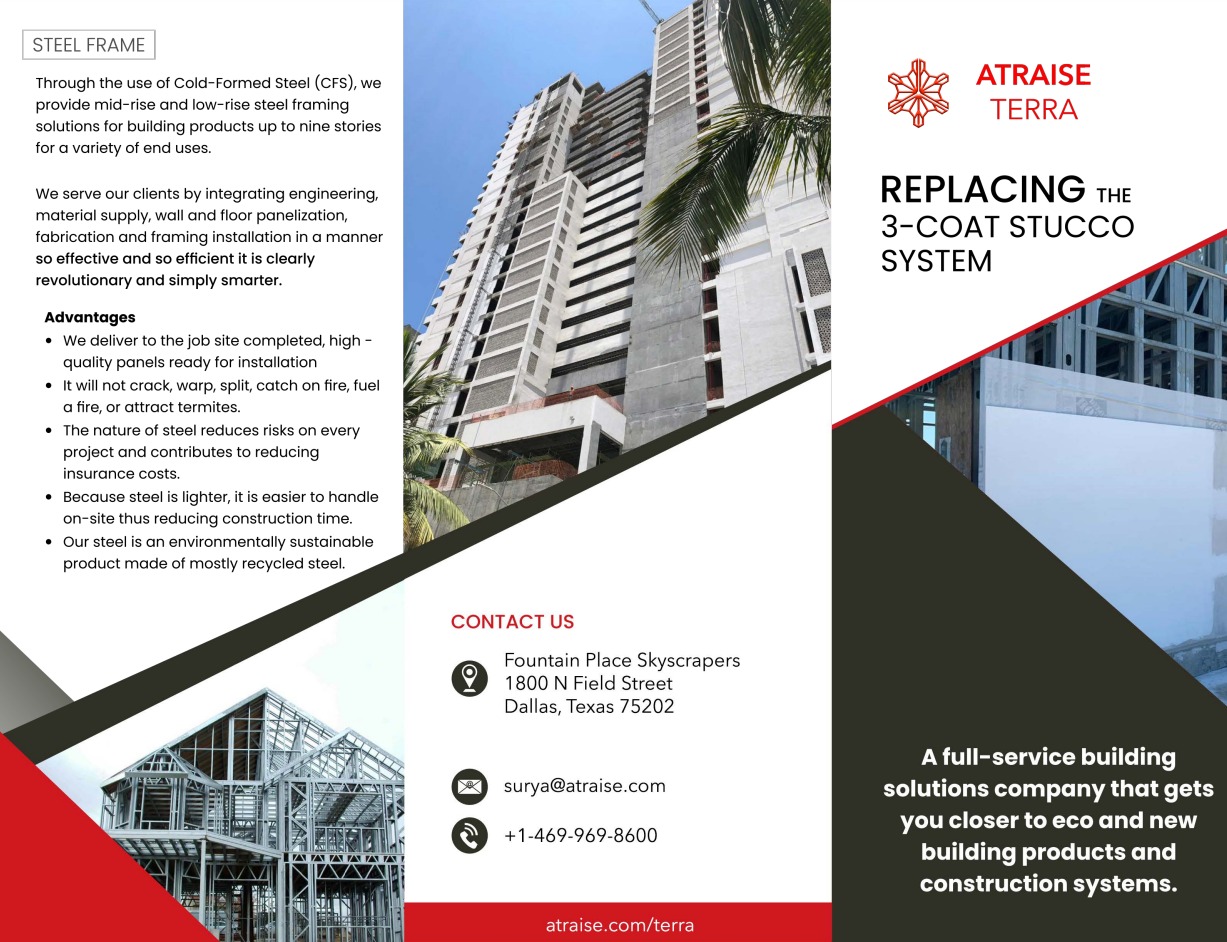 STEEL FRAME
Through the use of Cold-Formed Steel (CFS), we
provide mid-rise and low-rise steel framing
solutions for building products up to nine stories
for a variety of end uses.
We serve our clients by integrating engineering,
material supply, wall and floor panelization,
fabrication and framing installation in a manner
so effective and so efficient it is clearly
revolutionary and simply smarter.
Advantages
• We deliver to the job site completed, high -
quality panels ready for installation
• It will not crack, warp, split, catch on fire, fuel
a fire, or attract termites.
• The nature of steel reduces risks on every
project and contributes to reducing
insurance costs.
• Because steel is lighter, it is easier to handle
on-site thus reducing construction time.
• Our steel is an environmentally sustainable
product made of mostly recycled steel.
CONTACT US
Fountain Place Skyscrapers
1800 N Field Street
Dallas, Texas 75202
surya@atraise.com
+1-469-969-8600
atraise.com/terra
ATRAISE
TERRA
REPLACING THE
3-COAT STUCCO
SYSTEM
A full-service building
solutions company that gets
you closer to eco and new
building products and
construction systems.